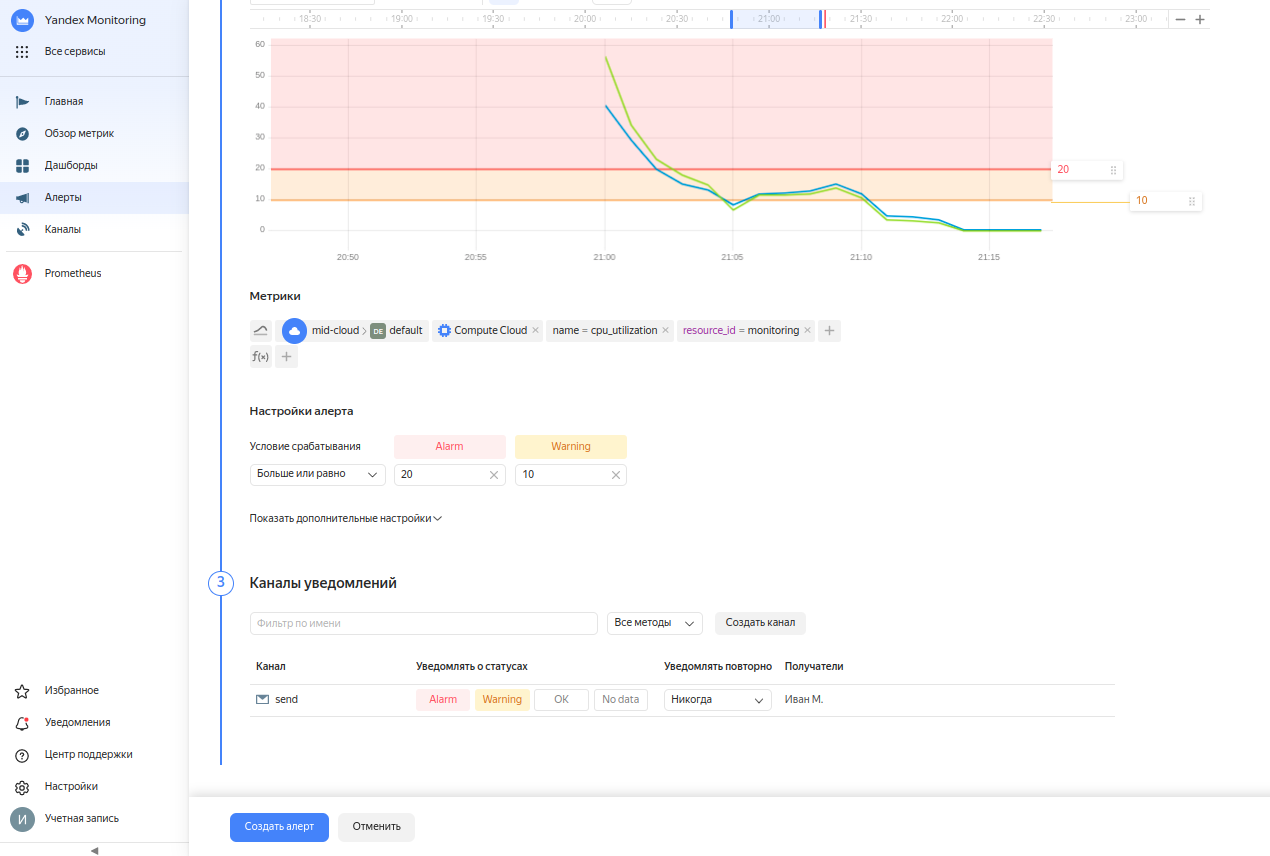 Yandex Monitoring
Все сервисы
Главная
Обзор метрик
Дашборды
Алерты
Каналы
Prometheus
Избранное
Уведомления
Центр поддержки
Настройки
И Учетная запись
18:30 19:00 19:30 20:00 20:30 21:00 21:30 22:00 22:30 23:00
60
50
40
30
20
10
0
20
10
20:50 20:55 21:00 21:05 21:10 21:15
Метрики
mid-cloud DE default Compute Cloud name = cpu_utilization resource_id = monitoring
f(x)
Настройки алерта
Условие срабатывания Alarm Warning
Больше или равно 20 10
Показать дополнительные настройки
3 Каналы уведомлений
Фильтр по имени Все методы Создать канал
Канал Уведомлять о статусах Уведомлять повторно Получатели
send Alarm Warning OK No data Никогда Иван М.
Создать алерт Отменить